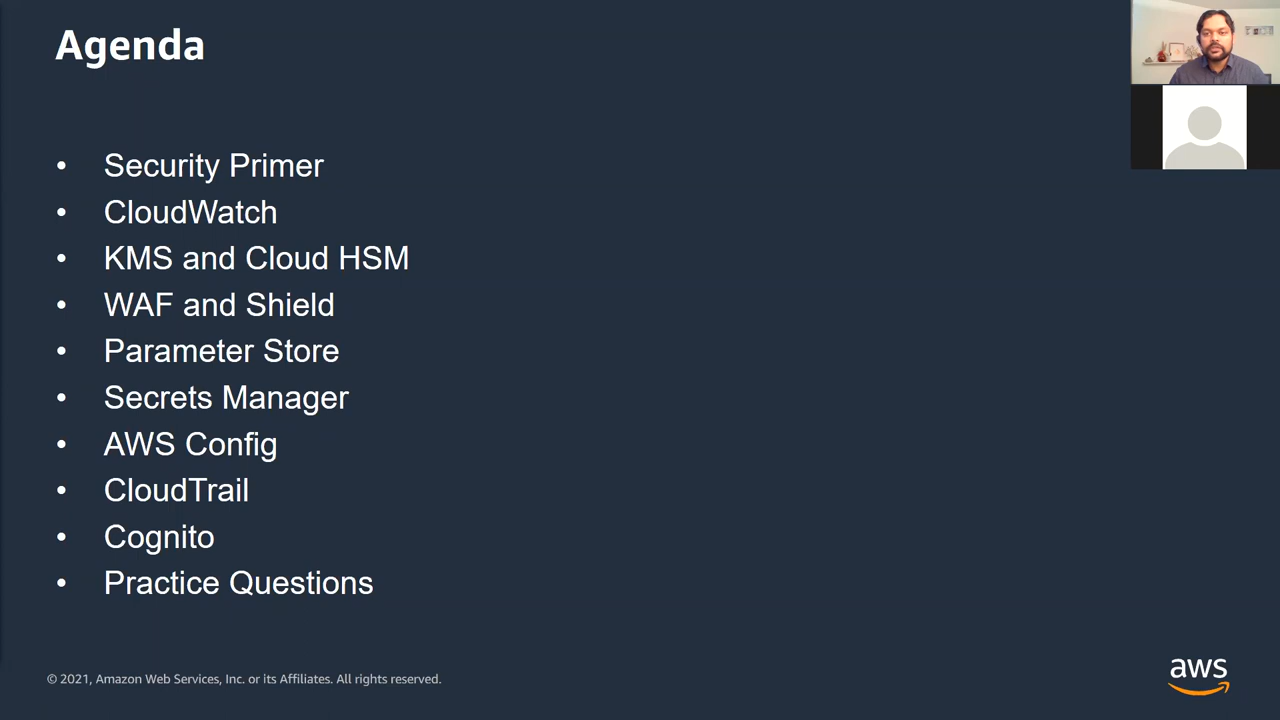 Agenda
• Security Primer
• CloudWatch
• KMS and Cloud HSM
• WAF and Shield
• Parameter Store
• Secrets Manager
• AWS Config
• CloudTrail
• Cognito
• Practice Questions
© 2021, Amazon Web Services, Inc. or its Affiliates. All rights reserved.
aws